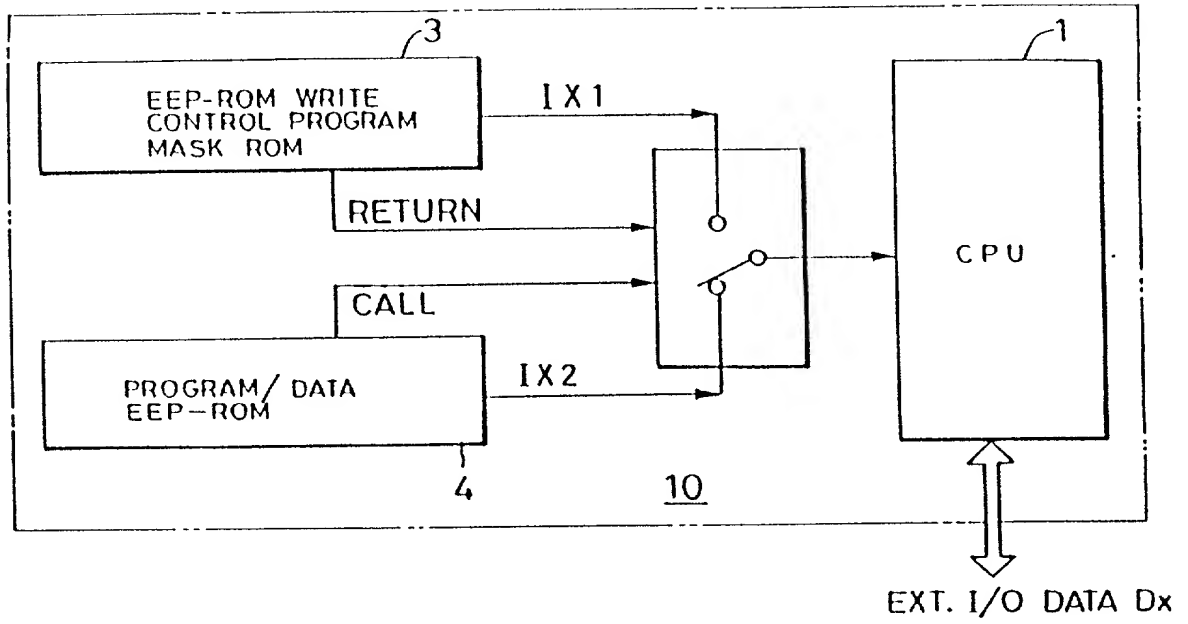 3
1
EEP-ROM WRITE
CONTROL PROGRAM
MASK ROM
IX1
RETURN
CPU
CALL
PROGRAM/DATA
EEP-ROM
IX2
4
10
EXT. I/O DATA Dx